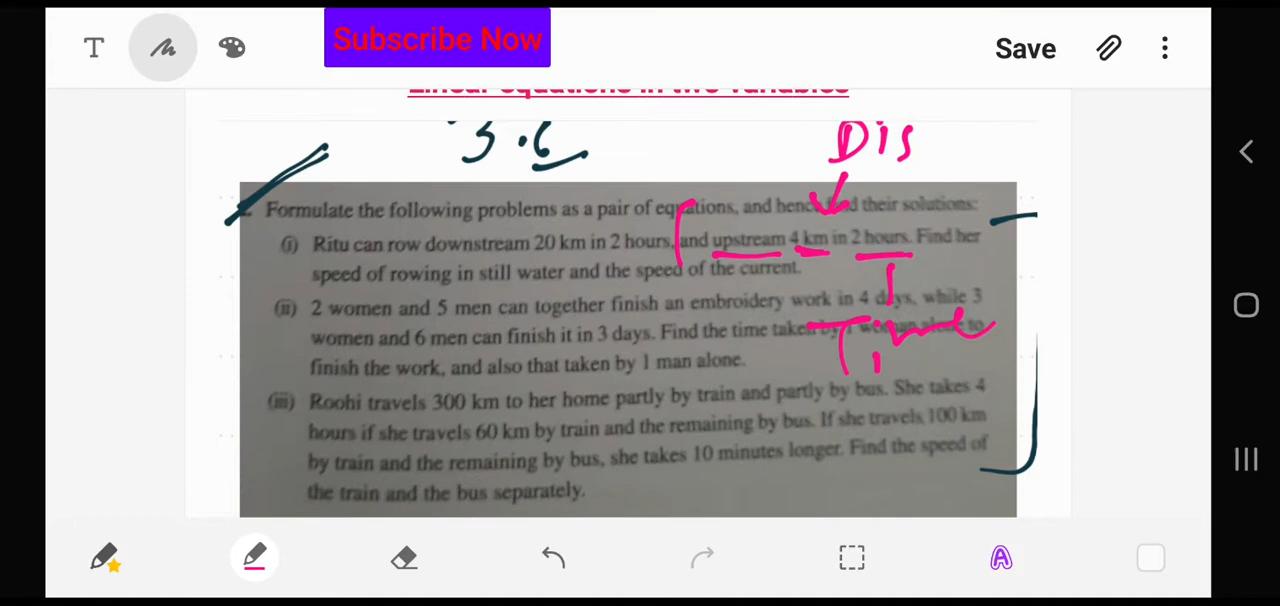 T
Subscribe Now
Save
Linear equations in two variables
3.6
Dis
Formulate the following problems as a pair of equations, and hence find their solutions:
(i) Ritu can row downstream 20 km in 2 hours, and upstream 4 km in 2 hours. Find her
speed of rowing in still water and the speed of the current.
(ii) 2 women and 5 men can together finish an embroidery work in 4 days, while 3
women and 6 men can finish it in 3 days. Find the time taken by 1 woman alone to
Time
finish the work, and also that taken by 1 man alone.
(iii) Roohi travels 300 km to her home partly by train and partly by bus. She takes 4
hours if she travels 60 km by train and the remaining by bus. If she travels 100 km
by train and the remaining by bus, she takes 10 minutes longer. Find the speed of
the train and the bus separately.
A